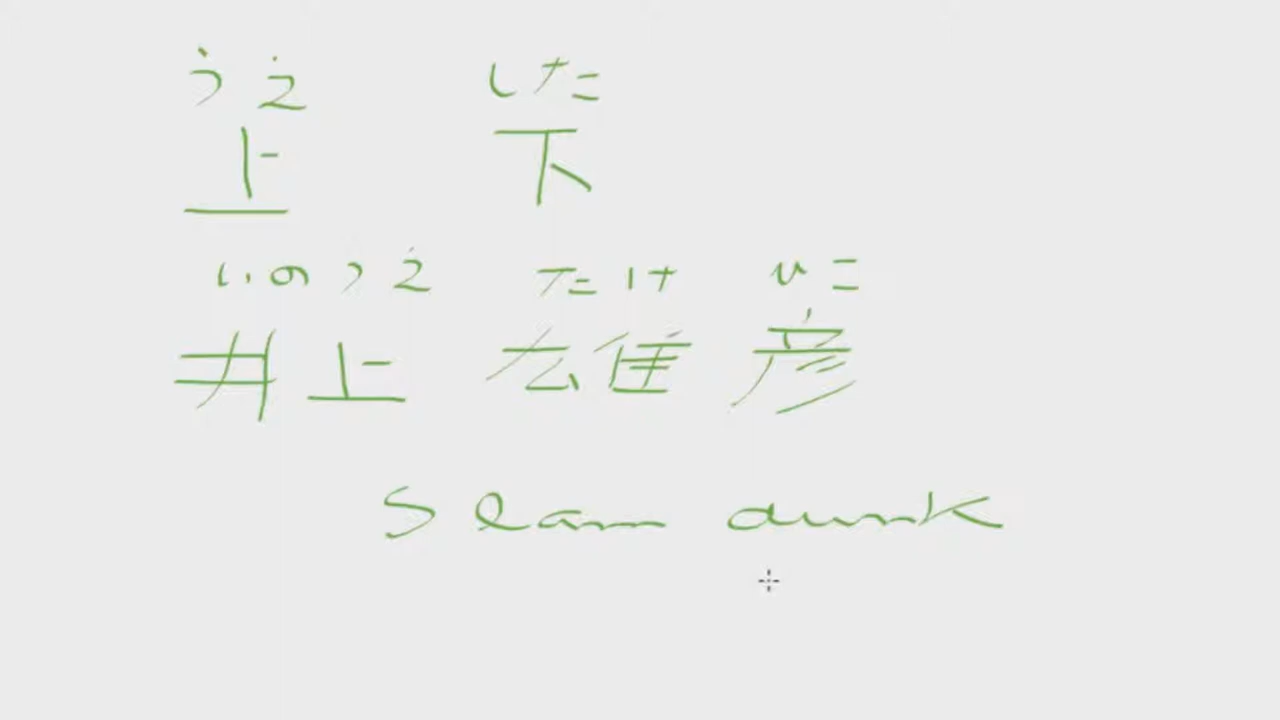 うえ した
上 下
いのうえ たけ ひこ
井上 雄彦
Slam dunk